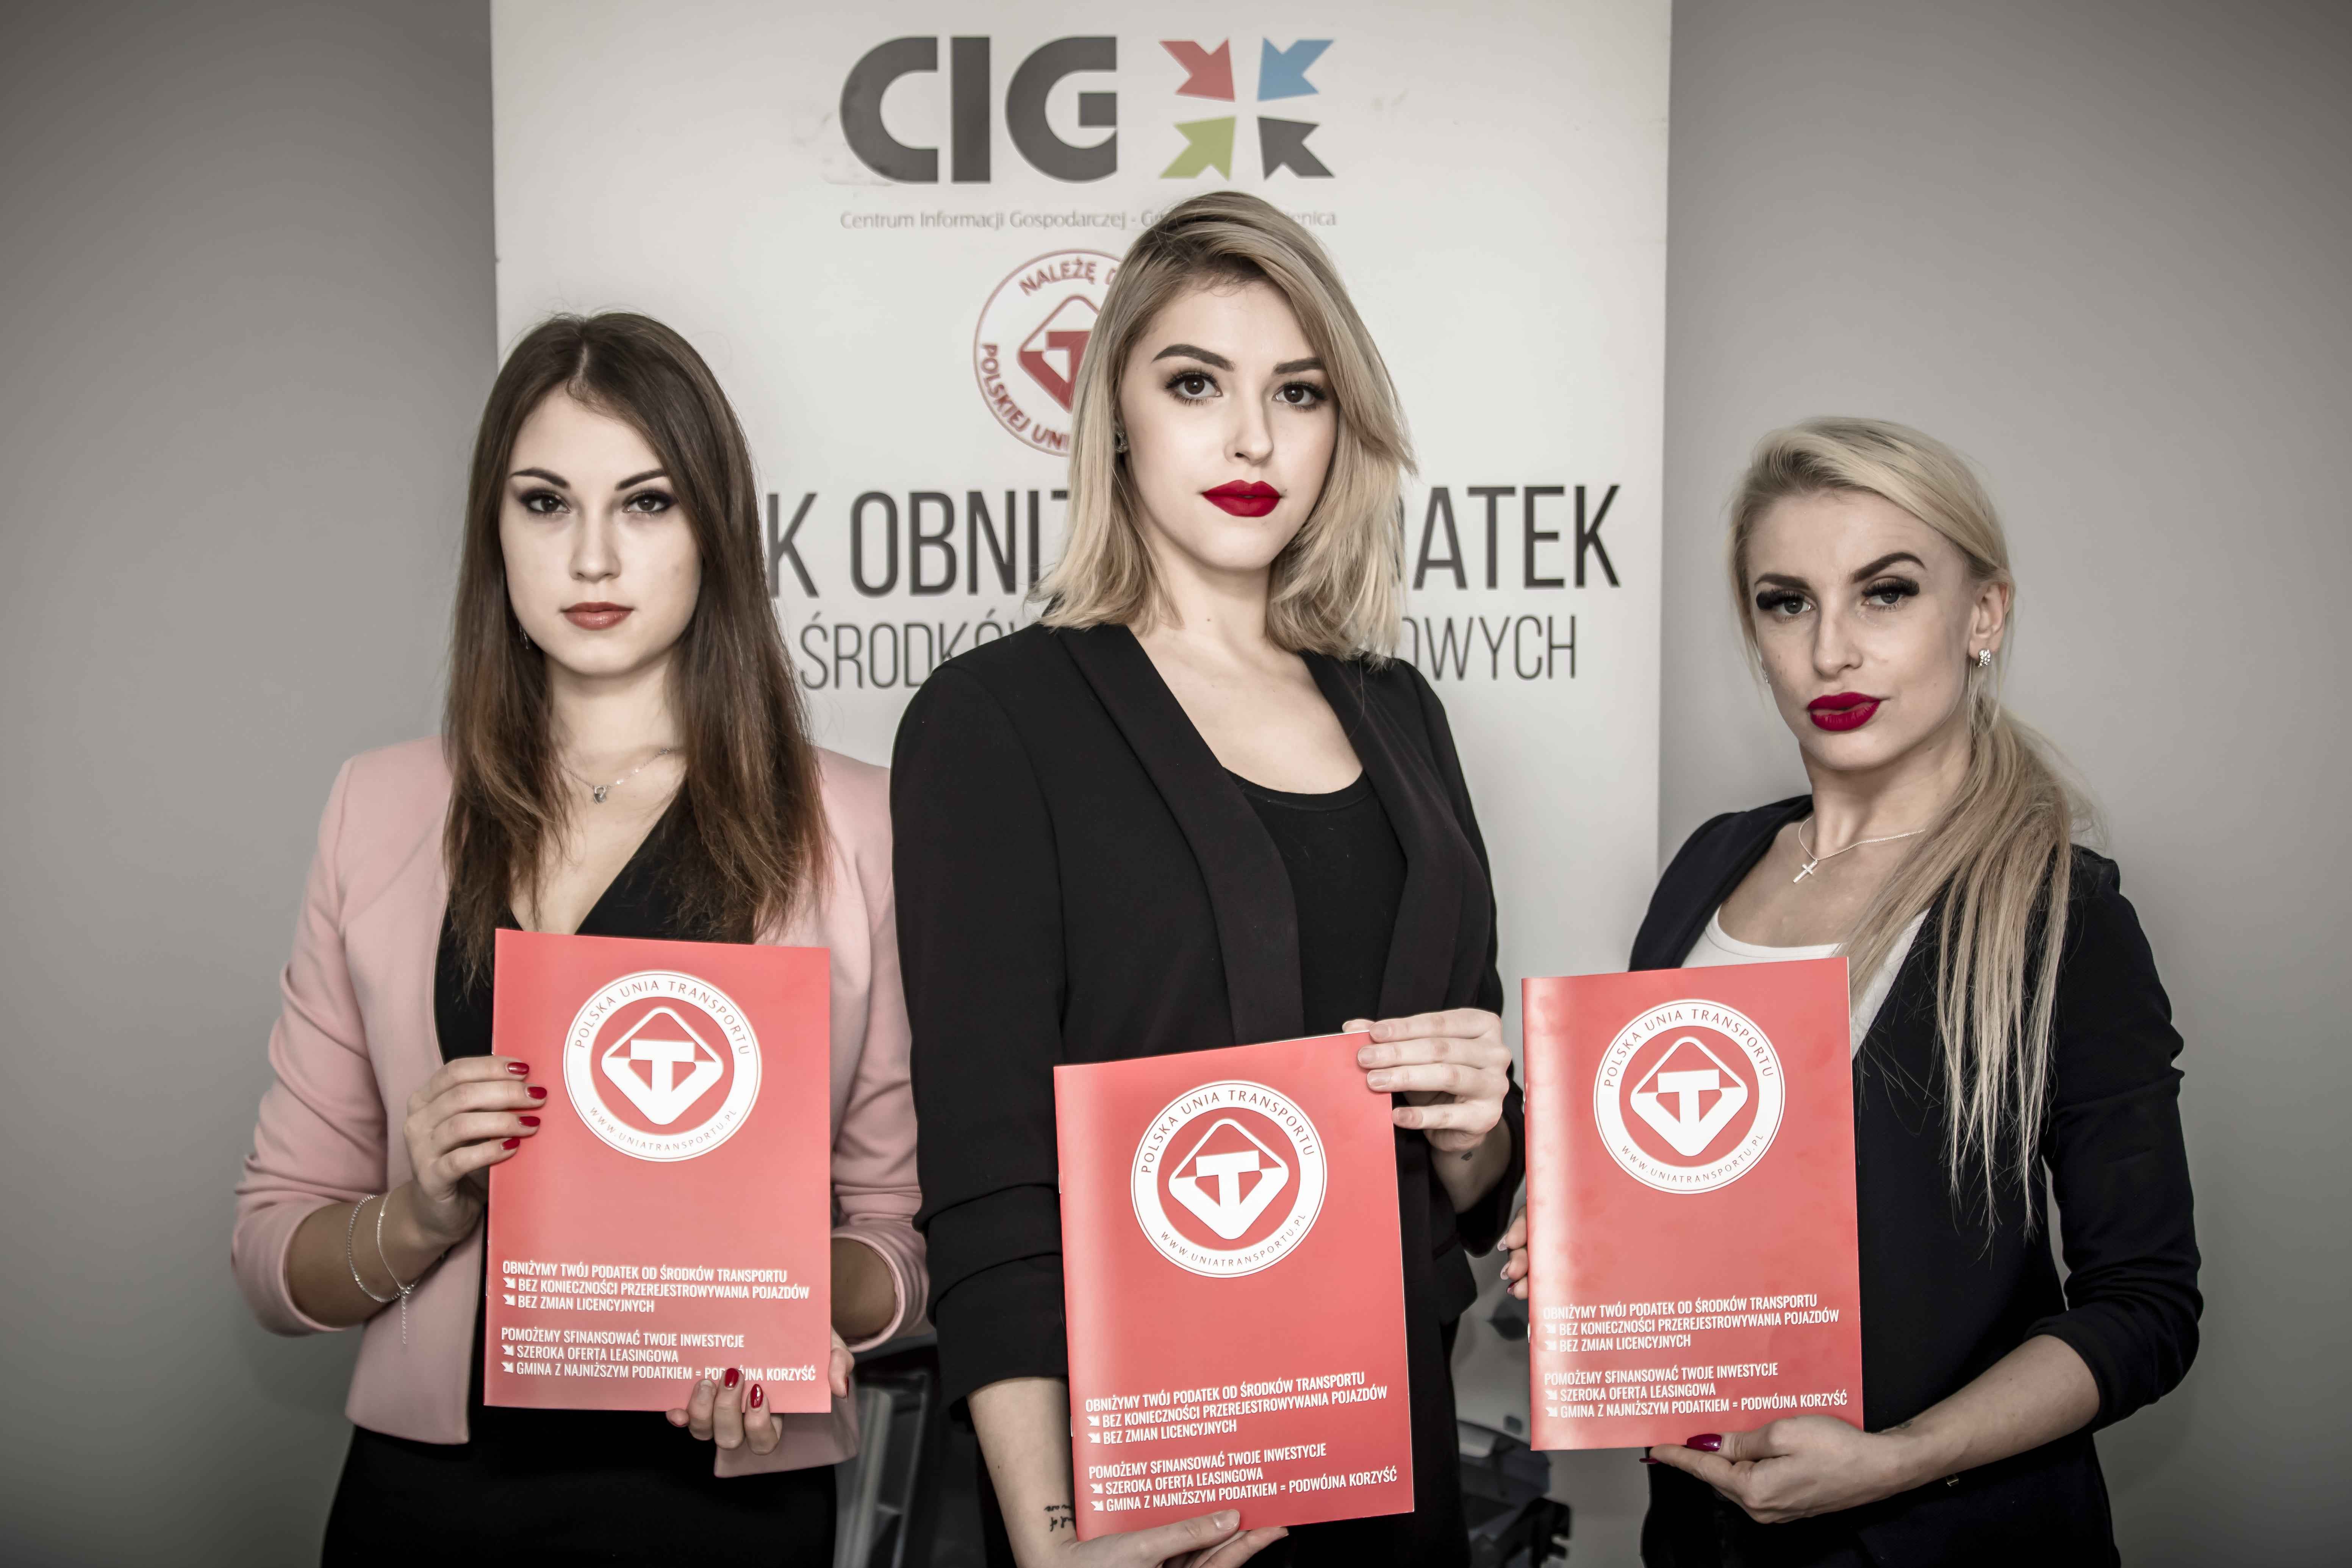 CIG
Centrum Informacji Gospodarczej -
NALEŻĘ
POLSKIEJ
K OBNI ATEK
ŚRODKÓW OWYCH
POLSKA UNIA TRANSPORTU
WWW.UNIATRANSPORTU.PL
OBNIŻYMY TWÓJ PODATEK OD ŚRODKÓW TRANSPORTU
BEZ KONIECZNOŚCI PRZEREJESTROWYWANIA POJAZDÓW
BEZ ZMIAN LICENCYJNYCH
POMOŻEMY SFINANSOWAĆ TWOJE INWESTYCJE
SZEROKA OFERTA LEASINGOWA
GMINA Z NAJNIŻSZYM PODATKIEM = PODWÓJNA KORZYŚĆ
POLSKA UNIA TRANSPORTU
WWW.UNIATRANSPORTU.PL
OBNIŻYMY TWÓJ PODATEK OD ŚRODKÓW TRANSPORTU
BEZ KONIECZNOŚCI PRZEREJESTROWYWANIA POJAZDÓW
BEZ ZMIAN LICENCYJNYCH
POMOŻEMY SFINANSOWAĆ TWOJE INWESTYCJE
SZEROKA OFERTA LEASINGOWA
GMINA Z NAJNIŻSZYM PODATKIEM = PODWÓJNA KORZYŚĆ
POLSKA UNIA TRANSPORTU
WWW.UNIATRANSPORTU.PL
OBNIŻYMY TWÓJ PODATEK OD ŚRODKÓW TRANSPORTU
BEZ KONIECZNOŚCI PRZEREJESTROWYWANIA POJAZDÓW
BEZ ZMIAN LICENCYJNYCH
POMOŻEMY SFINANSOWAĆ TWOJE INWESTYCJE
SZEROKA OFERTA LEASINGOWA
GMINA Z NAJNIŻSZYM PODATKIEM = PODWÓJNA KORZYŚĆ